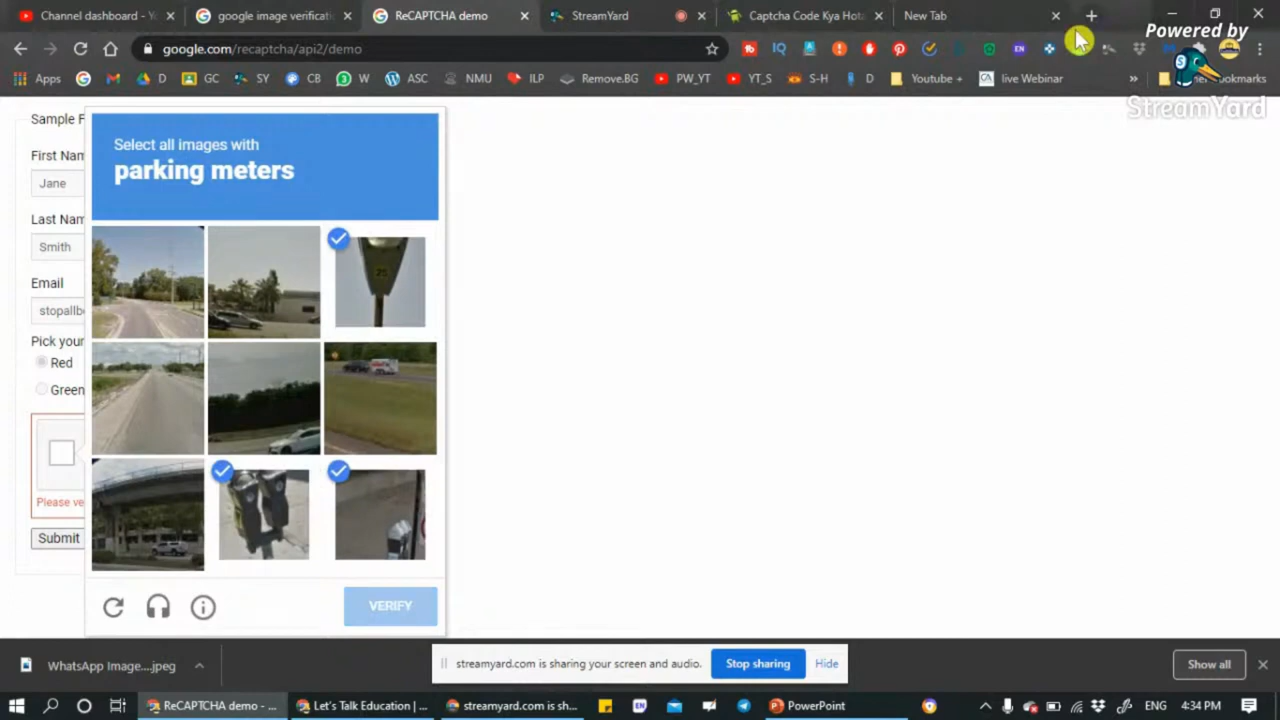 Channel dashboard - Y
google image verificati
ReCAPTCHA demo
StreamYard
Captcha Code Kya Hot
New Tab
Powered by
google.com/recaptcha/api2/demo
Apps
D
GC
SY
CB
W
ASC
NMU
ILP
Remove.BG
PW_YT
YT_S
S-H
D
Youtube +
live Webinar
»
ookmarks
StreamYard
Sample F
First Nam
Jane
Last Nam
Smith
Email
stopallb
Pick your
Red
Green
Please ve
Submit
Select all images with
parking meters
25
VERIFY
WhatsApp Image....jpeg
streamyard.com is sharing your screen and audio.
Stop sharing
Hide
Show all
ReCAPTCHA demo - ...
Let's Talk Education | ...
streamyard.com is sh...
PowerPoint
ENG
4:34 PM